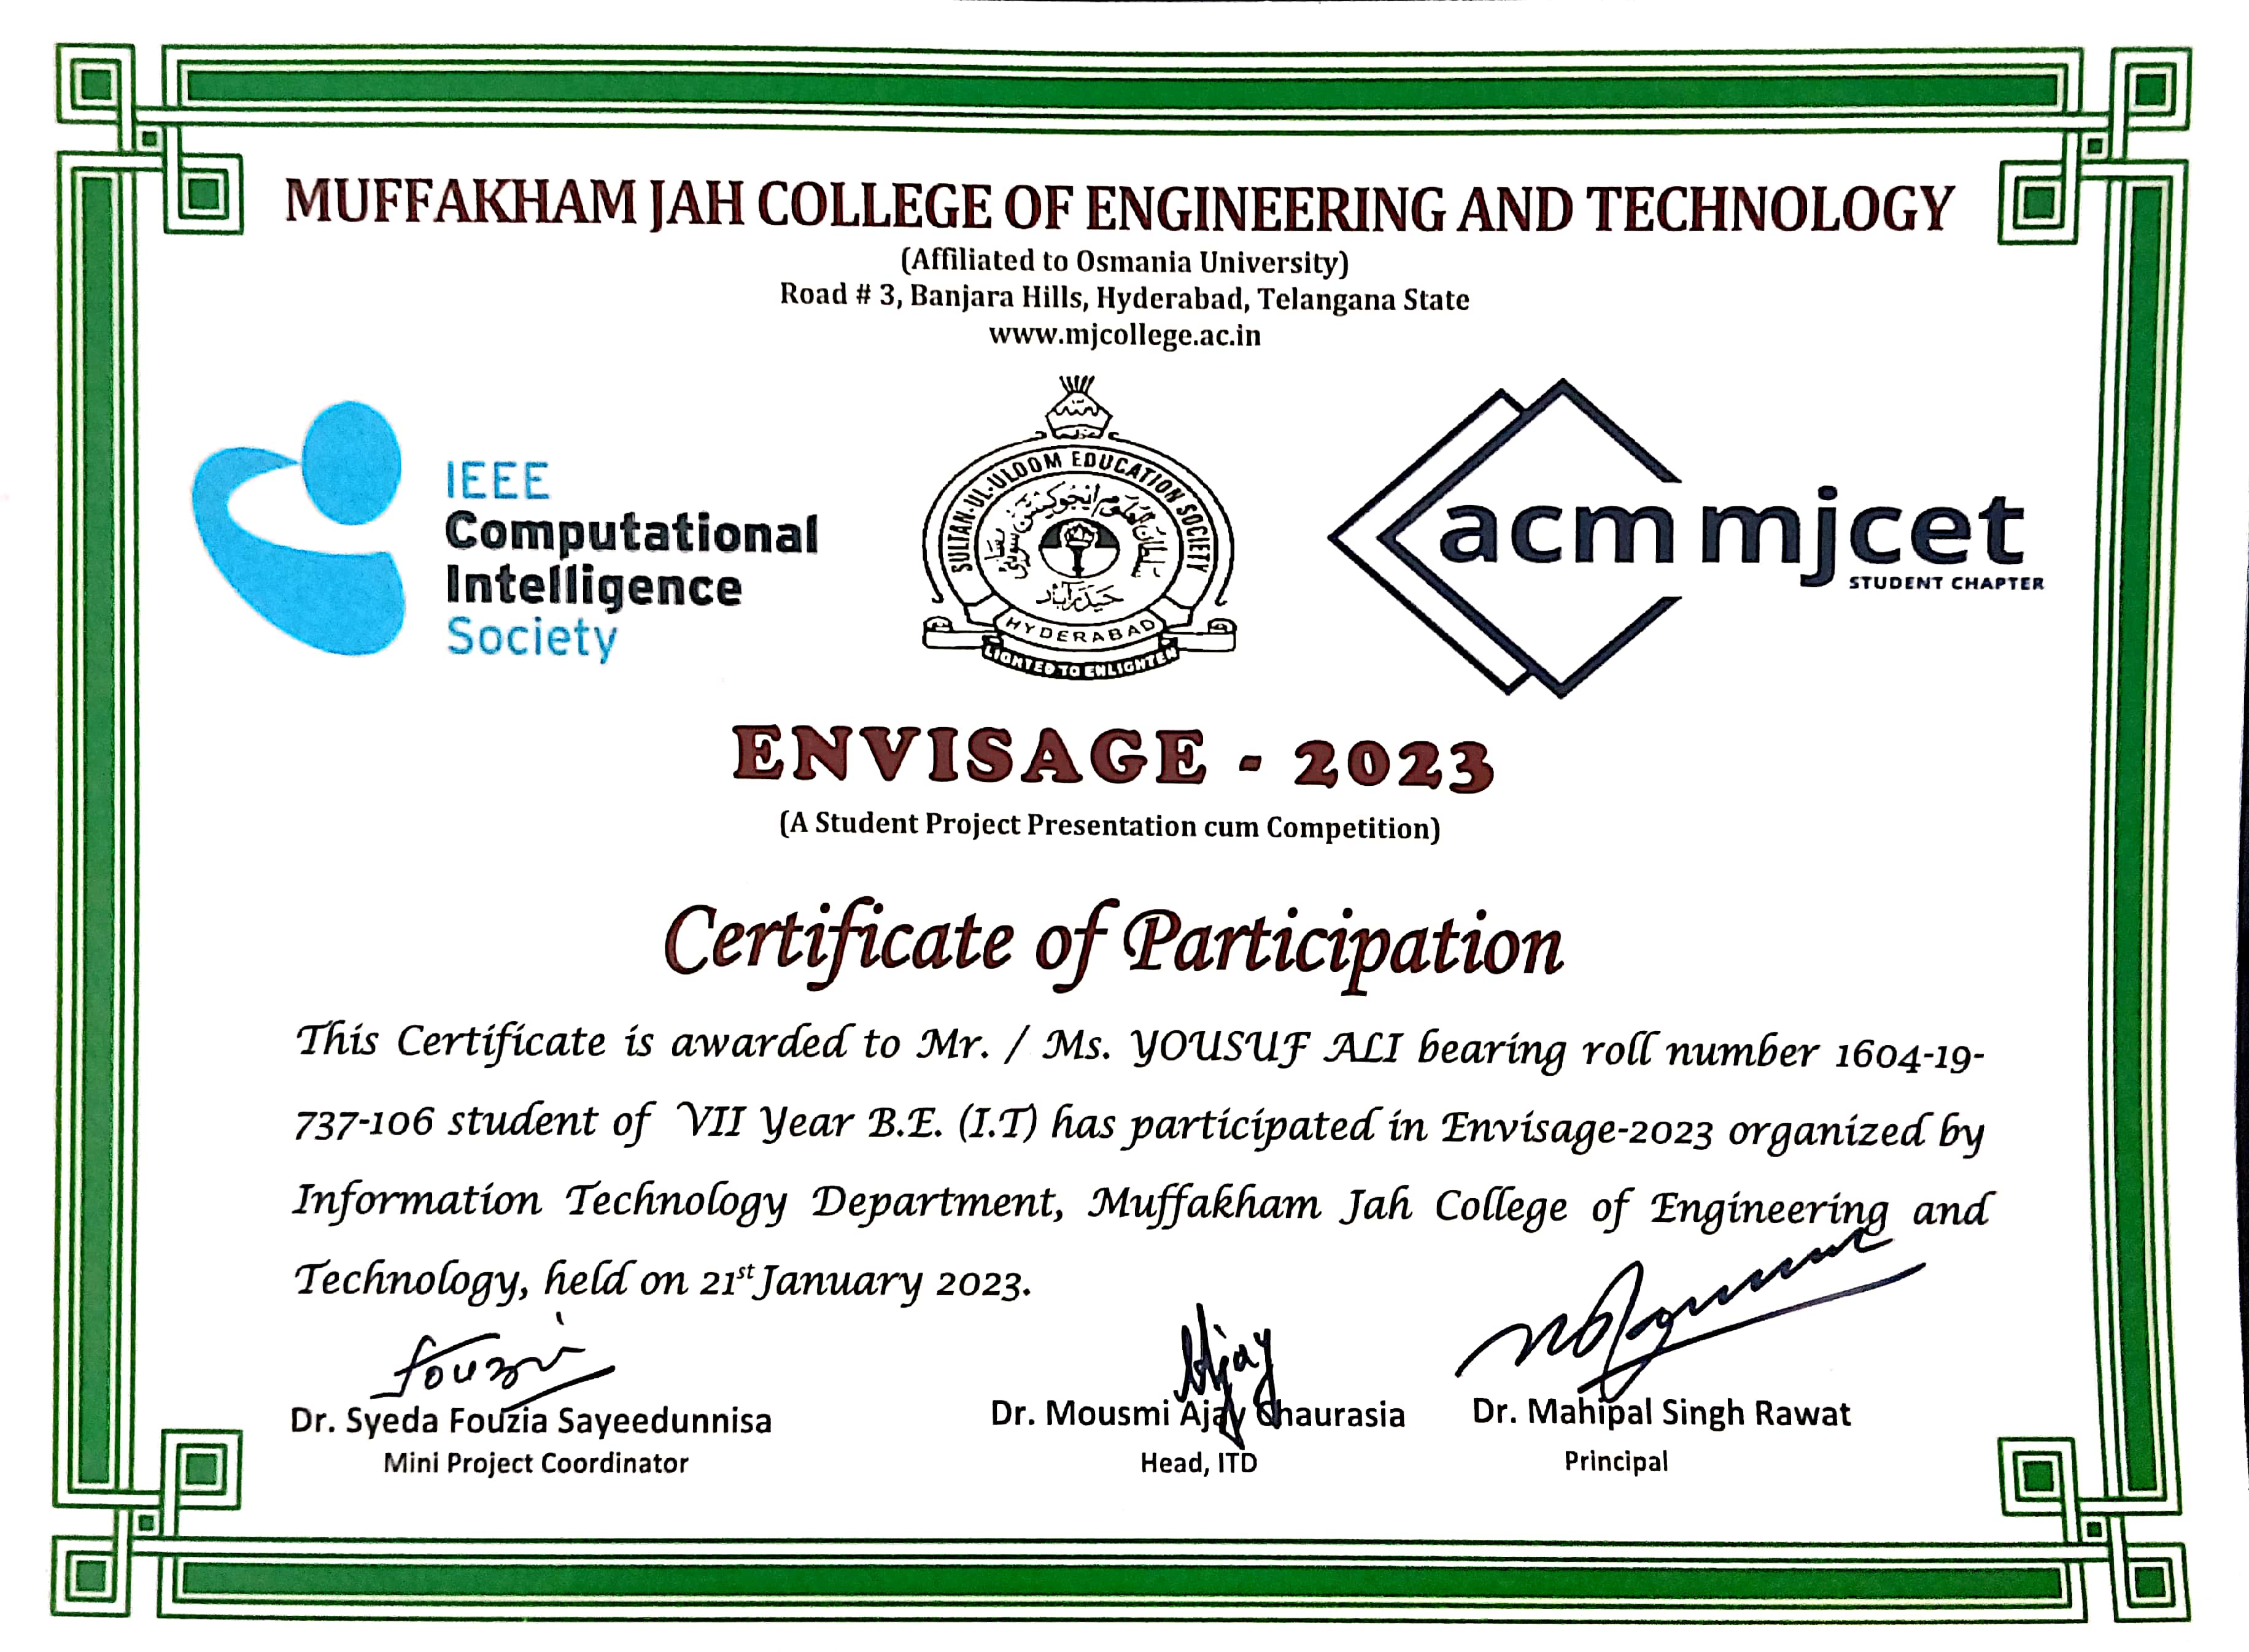 MUFFAKHAM JAH COLLEGE OF ENGINEERING AND TECHNOLOGY
(Affiliated to Osmania University)
Road # 3, Banjara Hills, Hyderabad, Telangana State
www.mjcollege.ac.in
IEEE
Computational
Intelligence
Society
SULTAN-UL-ULOOM EDUCATION SOCIETY
حیدرآباد
HYDERABAD
LIGHTED TO ENLIGHTEN
acm mjcet
STUDENT CHAPTER
ENVISAGE - 2023
(A Student Project Presentation cum Competition)
Certificate of Participation
This Certificate is awarded to Mr. / Ms. YOUSUF ALI bearing roll number 1604-19-
737-106 student of VII Year B.E. (I.T) has participated in Envisage-2023 organized by
Information Technology Department, Muffakham Jah College of Engineering and
Technology, held on 21st January 2023.
Fouzia
Ajay
Dr. Syeda Fouzia Sayeedunnisa
Dr. Mousmi Ajay Chaurasia
Dr. Mahipal Singh Rawat
Mini Project Coordinator
Head, ITD
Principal